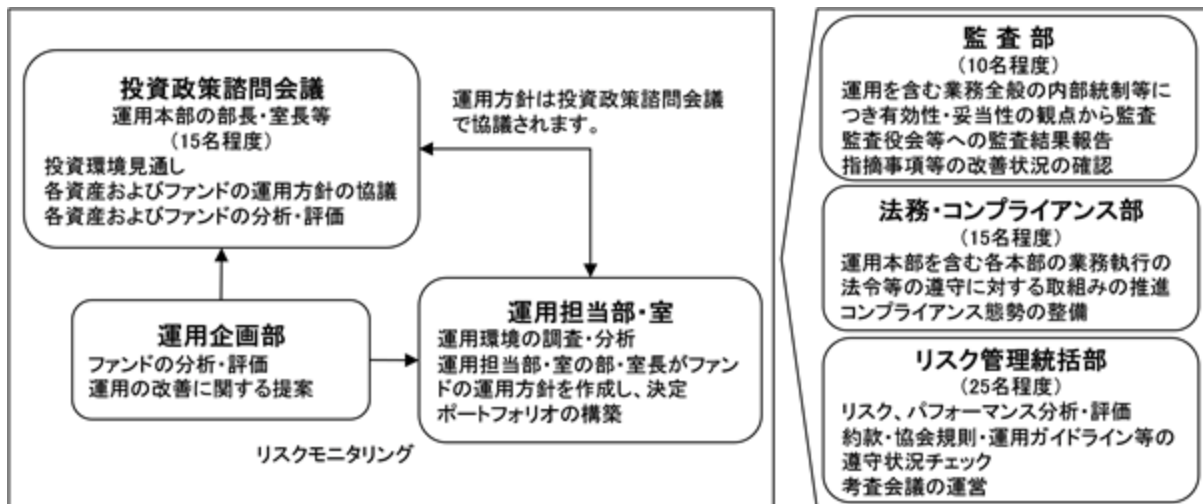 投資政策諮問会議
運用本部の部長・室長等
(15名程度)
投資環境見通し
各資産およびファンドの運用方針の協議
各資産およびファンドの分析・評価
運用方針は投資政策諮問会議
で協議されます。
運用企画部
ファンドの分析・評価
運用の改善に関する提案
運用担当部・室
運用環境の調査・分析
運用担当部・室の部・室長がファン
ドの運用方針を作成し、決定
ポートフォリオの構築
リスクモニタリング
監 査 部
(10名程度)
運用を含む業務全般の内部統制等に
つき有効性・妥当性の観点から監査
監査役会等への監査結果報告
指摘事項等の改善状況の確認
法務・コンプライアンス部
(15名程度)
運用本部を含む各本部の業務執行の
法令等の遵守に対する取組みの推進
コンプライアンス態勢の整備
リスク管理統括部
(25名程度)
リスク、パフォーマンス分析・評価
約款・協会規則・運用ガイドライン等の
遵守状況チェック
考査会議の運営